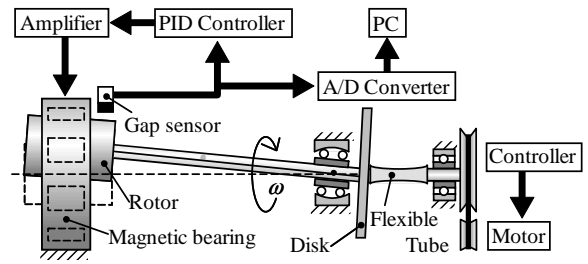 Amplifier
PID Controller
PC
A/D Converter
Gap sensor
Controller
Rotor
ω
Flexible
Magnetic bearing
Disk
Tube
Motor